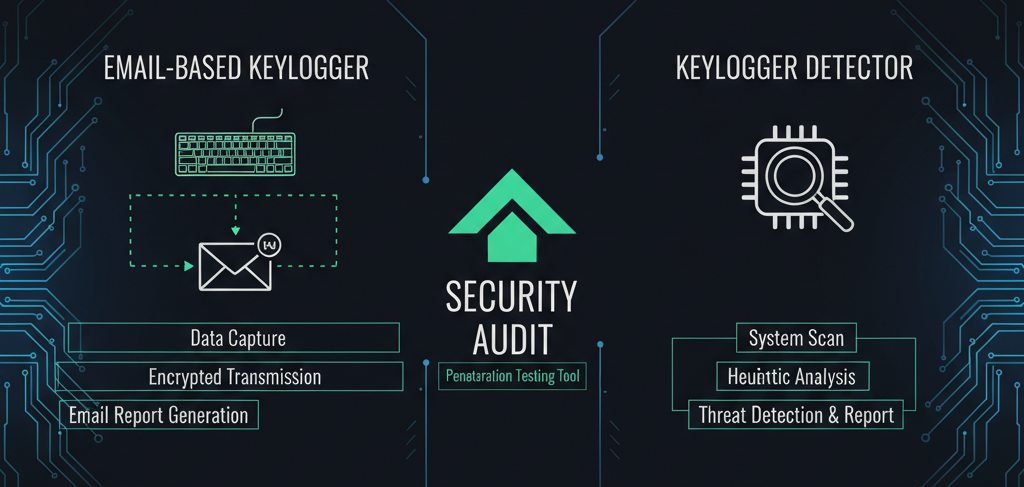 EMAIL-BASED KEYLOGGER
Data Capture
Encrypted Transmission
Email Report Generation
SECURITY
AUDIT
Penataration Testing Tool
KEYLOGGER DETECTOR
System Scan
Analysis
Threat Detection & Report